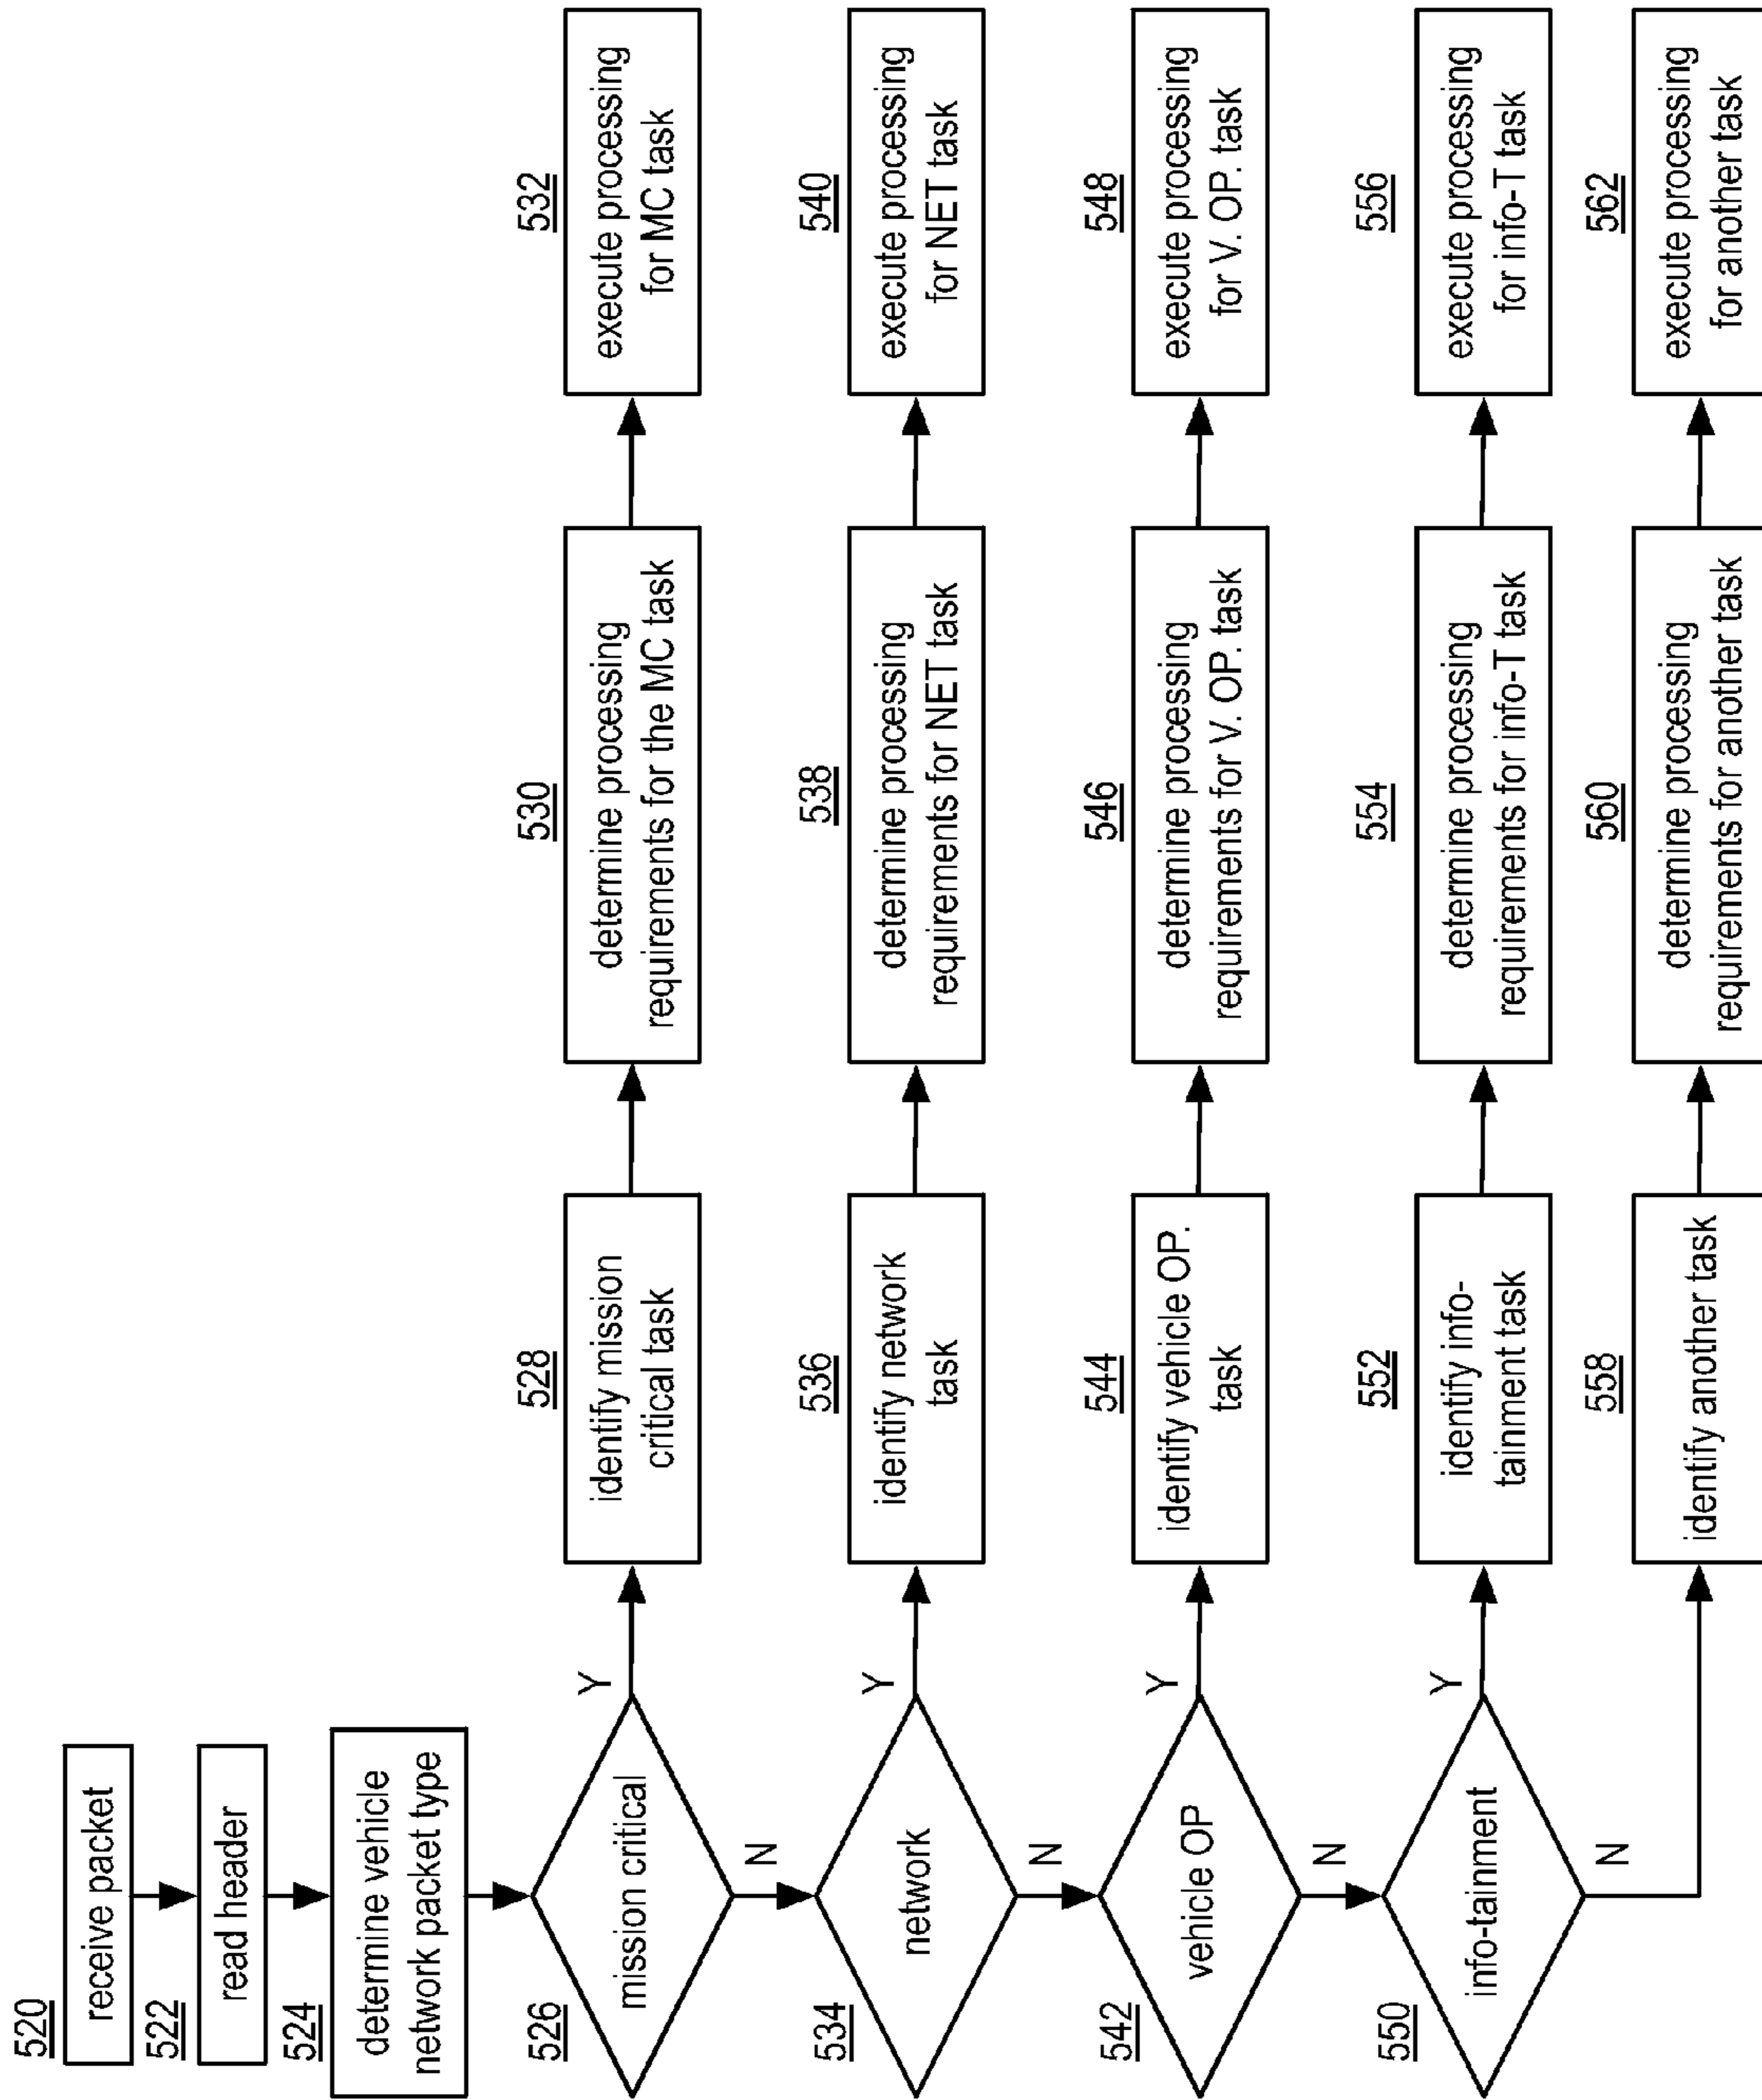 520
receive packet
522
read header
524
determine vehicle
network packet type
526
mission critical
Y
N
528
identify mission
critical task
530
determine processing
requirements for the MC task
532
execute processing
for MC task
534
network
Y
N
536
identify network
task
538
determine processing
requirements for NET task
540
execute processing
for NET task
542
vehicle OP
Y
N
544
identify vehicle OP.
task
546
determine processing
requirements for V. OP. task
548
execute processing
for V. OP. task
550
info-tainment
Y
N
552
identify info-
tainment task
554
determine processing
requirements for info-T task
556
execute processing
for info-T task
558
identify another task
560
determine processing
requirements for another task
562
execute processing
for another task